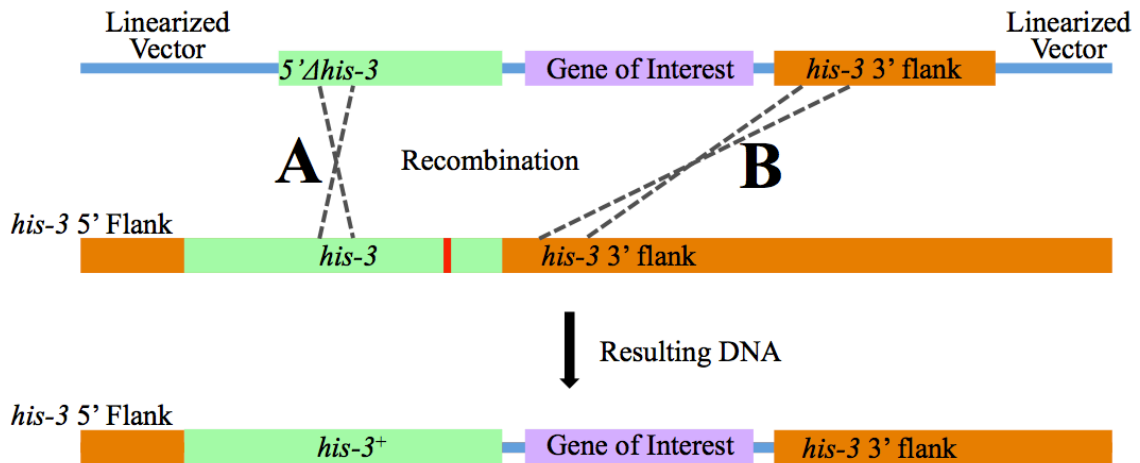 Linearized
Vector
Linearized
Vector
5'Δhis-3
Gene of Interest
his-3 3' flank
A
Recombination
B
his-3 5' Flank
his-3
his-3 3' flank
Resulting DNA
his-3 5' Flank
his-3⁺
Gene of Interest
his-3 3' flank